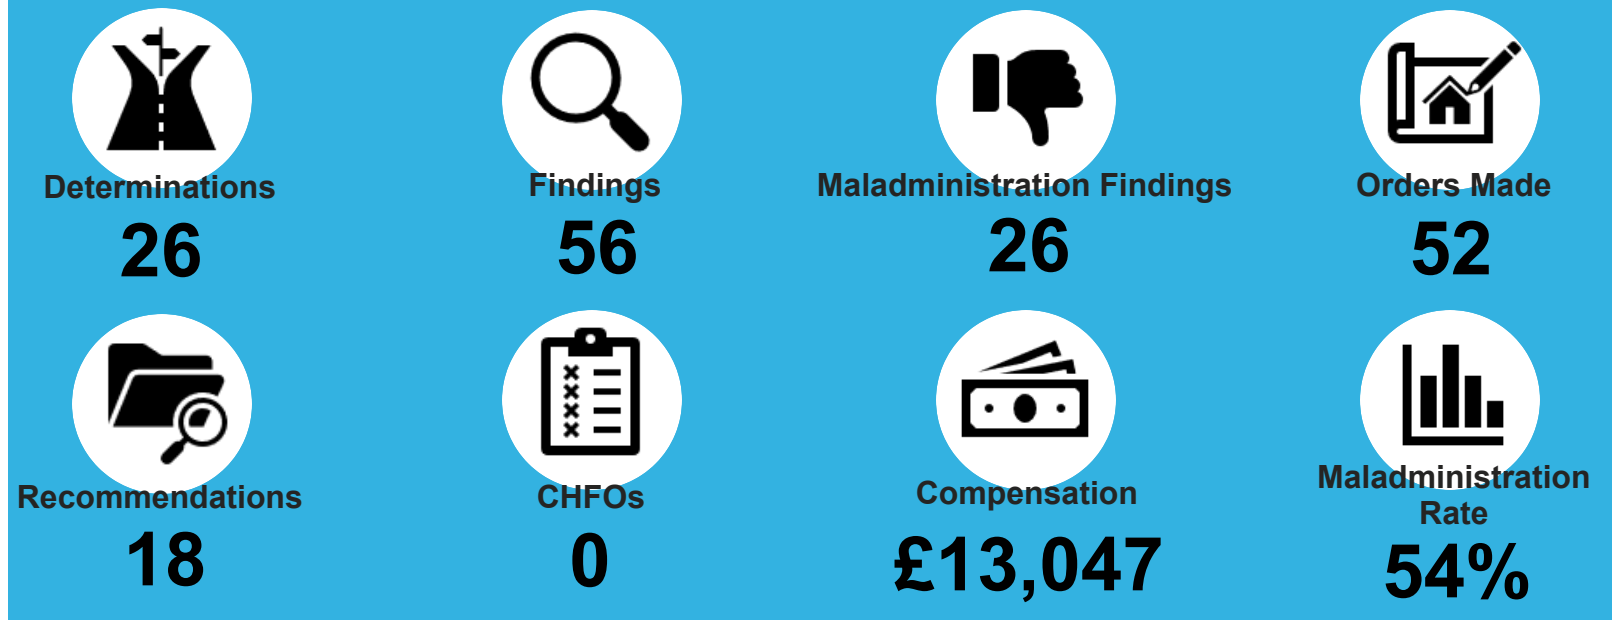 Determinations
26
Findings
56
Maladministration Findings
26
Orders Made
52
Recommendations
18
CHFOs
0
Compensation
£13,047
Maladministration
Rate
54%